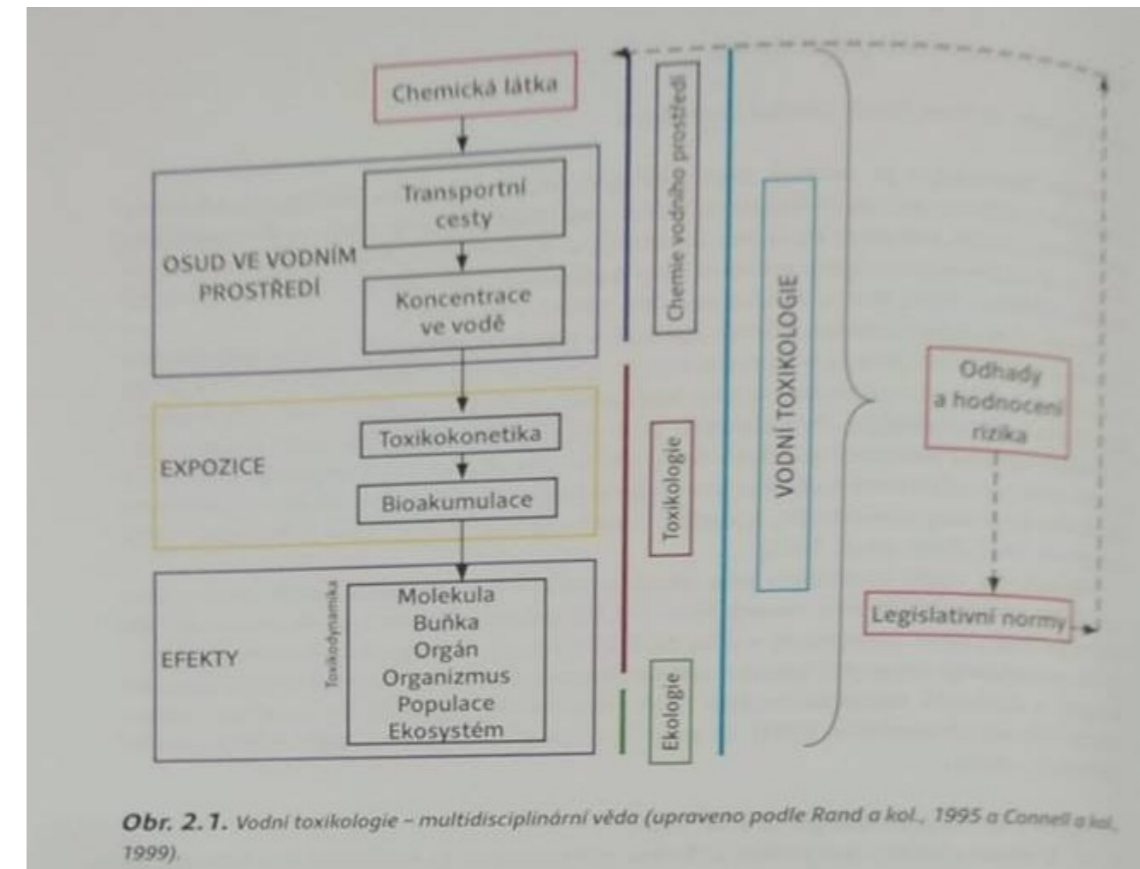 Chemická látka
OSUD VE VODNÍM
PROSTŘEDÍ
Transportní
cesty
Koncentrace
ve vodě
EXPOZICE
Toxikokonetika
Bioakumulace
EFEKTY
Toxikodynamika
Molekula
Buňka
Orgán
Organizmus
Populace
Ekosystém
Chemie vodního prostředí
Toxikologie
Ekologie
VODNÍ TOXIKOLOGIE
Odhady
a hodnocení
rizika
Legislativní normy
Obr. 2.1. Vodní toxikologie – multidisciplinární věda (upraveno podle Rand a kol., 1995 a Connell a kol.,
1999).